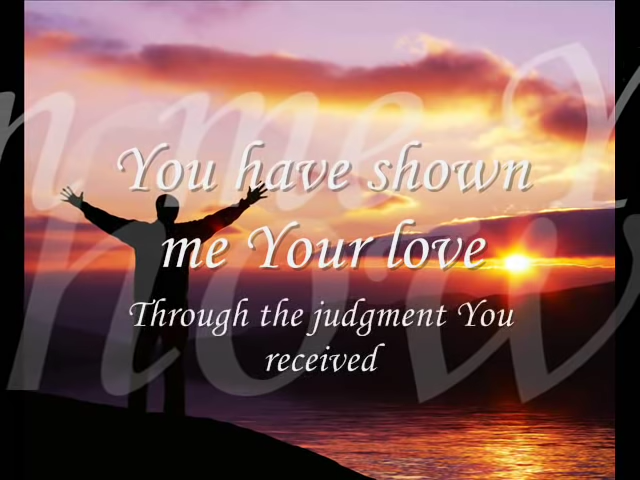 You have shown
me Your love
Through the judgment You
received